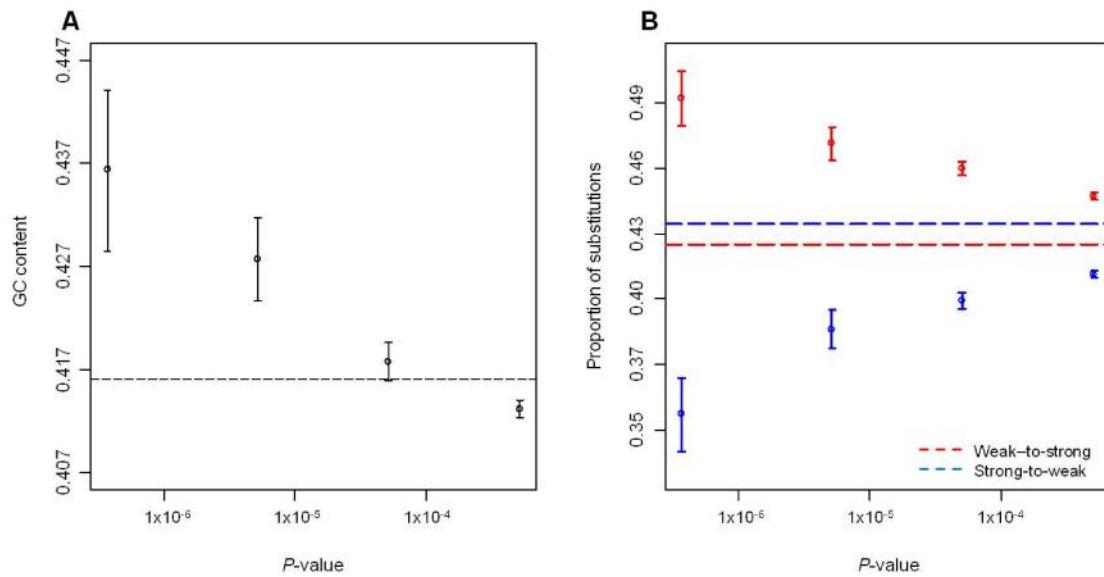 A
GC content
0.447
0.437
0.427
0.417
0.407
1x10⁻⁶
1x10⁻⁵
1x10⁻⁴
P-value
B
Proportion of substitutions
0.49
0.46
0.43
0.40
0.37
0.35
Weak–to–strong
Strong-to-weak
1x10⁻⁶
1x10⁻⁵
1x10⁻⁴
P-value